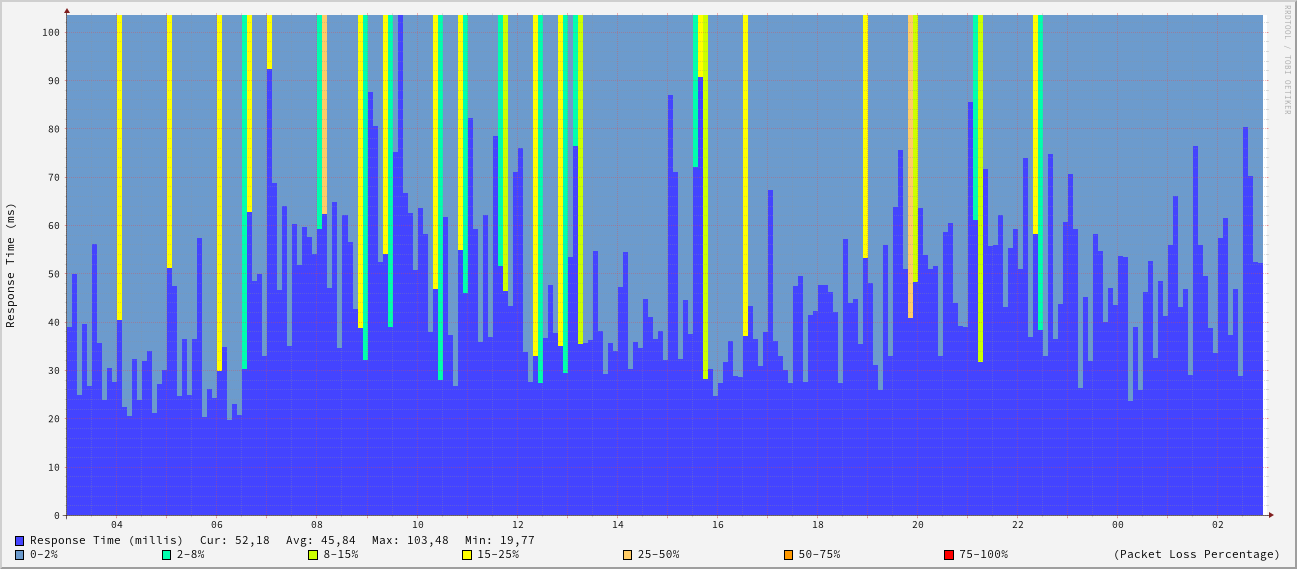 RRDTOOL / TOBI OETIKER
Response Time (ms)
100
90
80
70
60
50
40
30
20
10
0
04 06 08 10 12 14 16 18 20 22 00 02
Response Time (millis) Cur: 52,18 Avg: 45,84 Max: 103,48 Min: 19,77
0-2% 2-8% 8-15% 15-25% 25-50% 50-75% 75-100% (Packet Loss Percentage)